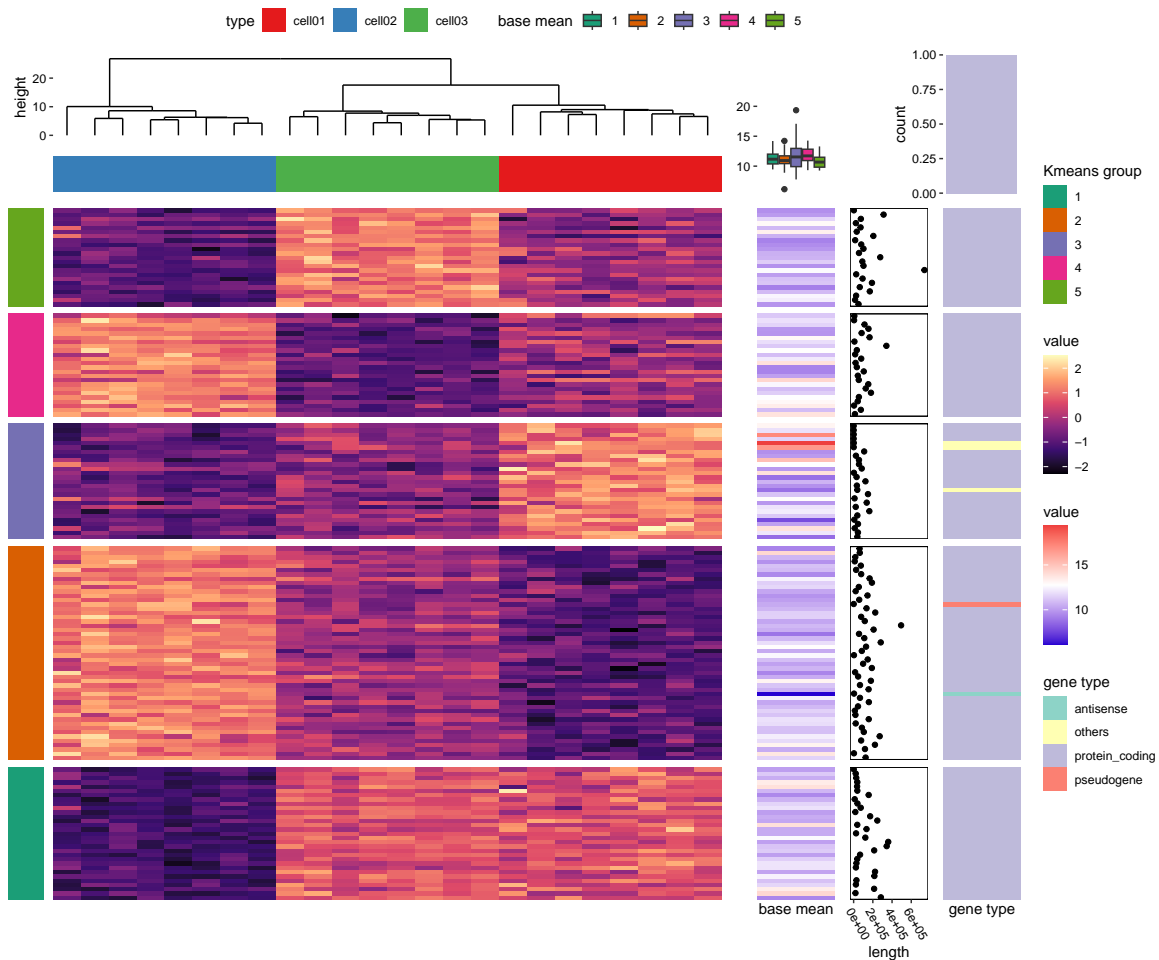 type cell01 cell02 cell03 base mean 1 2 3 4 5
height
20
10
0
20
15
10
count
1.00
0.75
0.50
0.25
0.00
Kmeans group
1
2
3
4
5
value
2
1
0
−1
−2
value
15
10
gene type
antisense
others
protein_coding
pseudogene
base mean
0e+00
2e+05
4e+05
6e+05
length
gene type